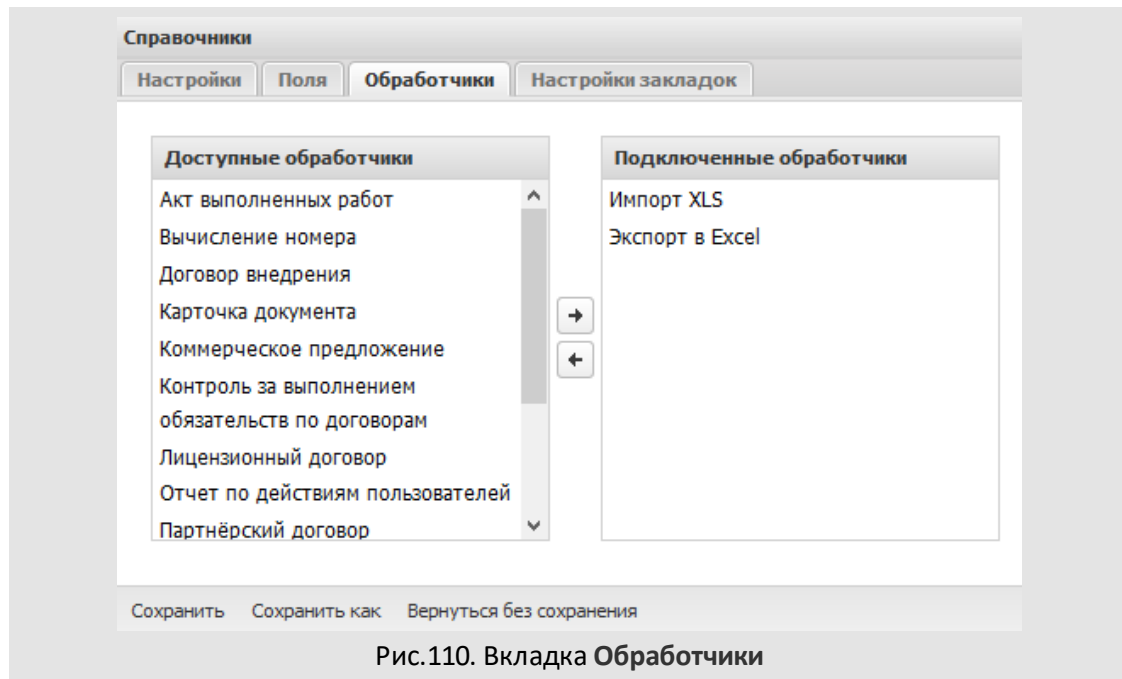 Справочники
Настройки Поля Обработчики Настройки закладок
Доступные обработчики
Акт выполненных работ
Вычисление номера
Договор внедрения
Карточка документа
Коммерческое предложение
Контроль за выполнением
обязательств по договорам
Лицензионный договор
Отчет по действиям пользователей
Партнёрский договор
Подключенные обработчики
Импорт XLS
Экспорт в Excel
Сохранить Сохранить как Вернуться без сохранения
Рис.110. Вкладка Обработчики